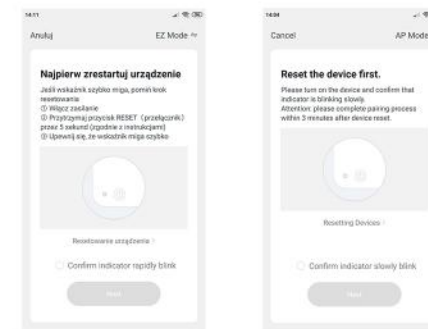 14:11
Anuluj
EZ Mode
Najpierw zrestartuj urządzenie
Jeśli wskaźnik szybko miga, pomiń krok
resetowania:
① Włącz zasilanie
② Przytrzymaj przycisk RESET (przełącznik)
przez 5 sekund (zgodnie z instrukcjami)
③ Upewnij się, że wskaźnik miga szybko
Resetowanie urządzenia
Confirm indicator rapidly blink
Next
Cancel
AP Mode
Reset the device first.
Please turn on the device and confirm that
indicator is blinking slowly.
Attention: please complete pairing process
within 3 minutes after device reset.
Resetting Devices
Confirm indicator slowly blink
Next